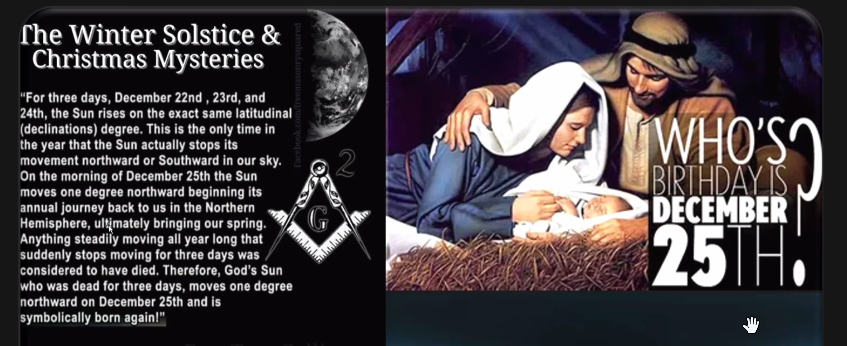 The Winter Solstice &
Christmas Mysteries
"For three days, December 22nd , 23rd, and
24th, the Sun rises on the exact same latitudinal
(declinations) degree. This is the only time in
the year that the Sun actually stops its
movement northward or Southward in our sky.
On the morning of December 25th the Sun
moves one degree northward beginning its
annual journey back to us in the Northern
Hemisphere, ultimately bringing our spring.
Anything steadily moving all year long that
suddenly stops moving for three days was
considered to have died. Therefore, God's Sun
who was dead for three days, moves one degree
northward on December 25th and is
symbolically born again!"
facebook.com/freemasonrysquared
2
G
WHO'S
BIRTHDAY IS
DECEMBER
25TH?